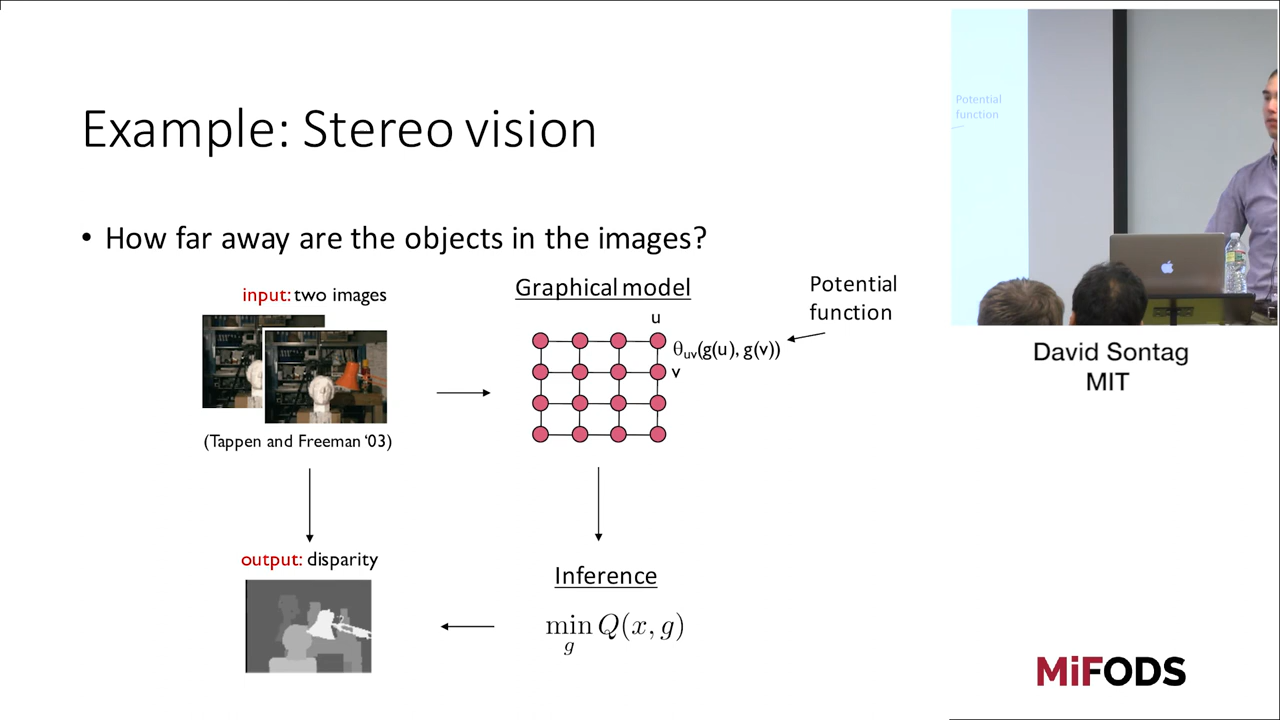 Example: Stereo vision
• How far away are the objects in the images?
input: two images
(Tappen and Freeman ‘03)
output: disparity
Graphical model
u
θuv(g(u), g(v))
v
Potential
function
Inference
min Q(x, g)
g
Potential
function
David Sontag
MIT
MiFODS